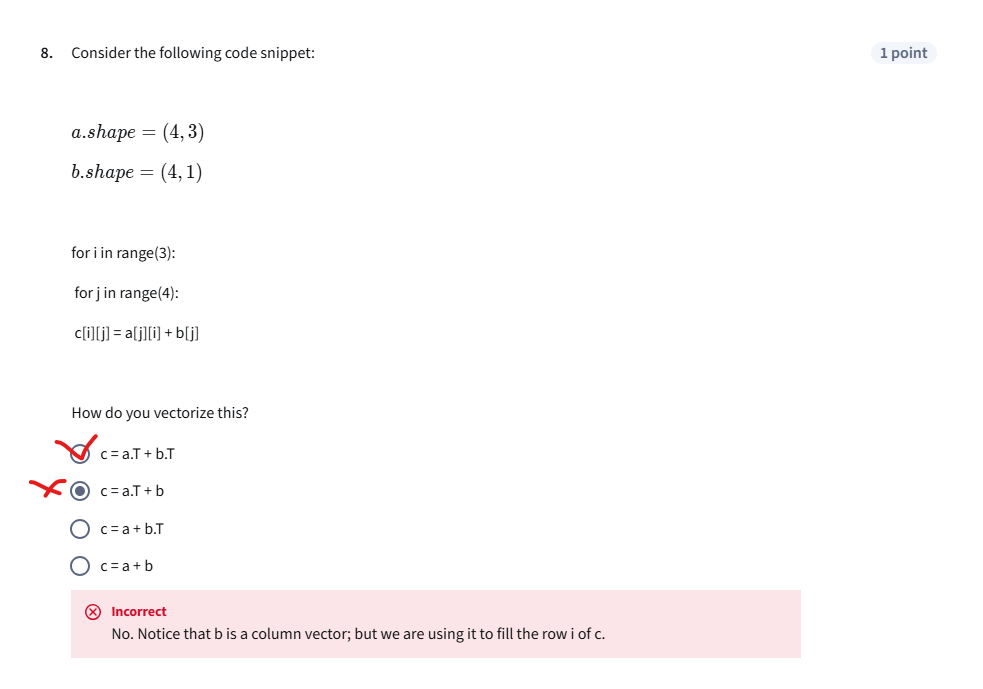 8. Consider the following code snippet: 1 point
a.shape = (4, 3)
b.shape = (4, 1)
for i in range(3):
for j in range(4):
c[i][j] = a[j][i] + b[j]
How do you vectorize this?
c = a.T + b.T
c = a.T + b
c = a + b.T
c = a + b
Incorrect
No. Notice that b is a column vector; but we are using it to fill the row i of c.